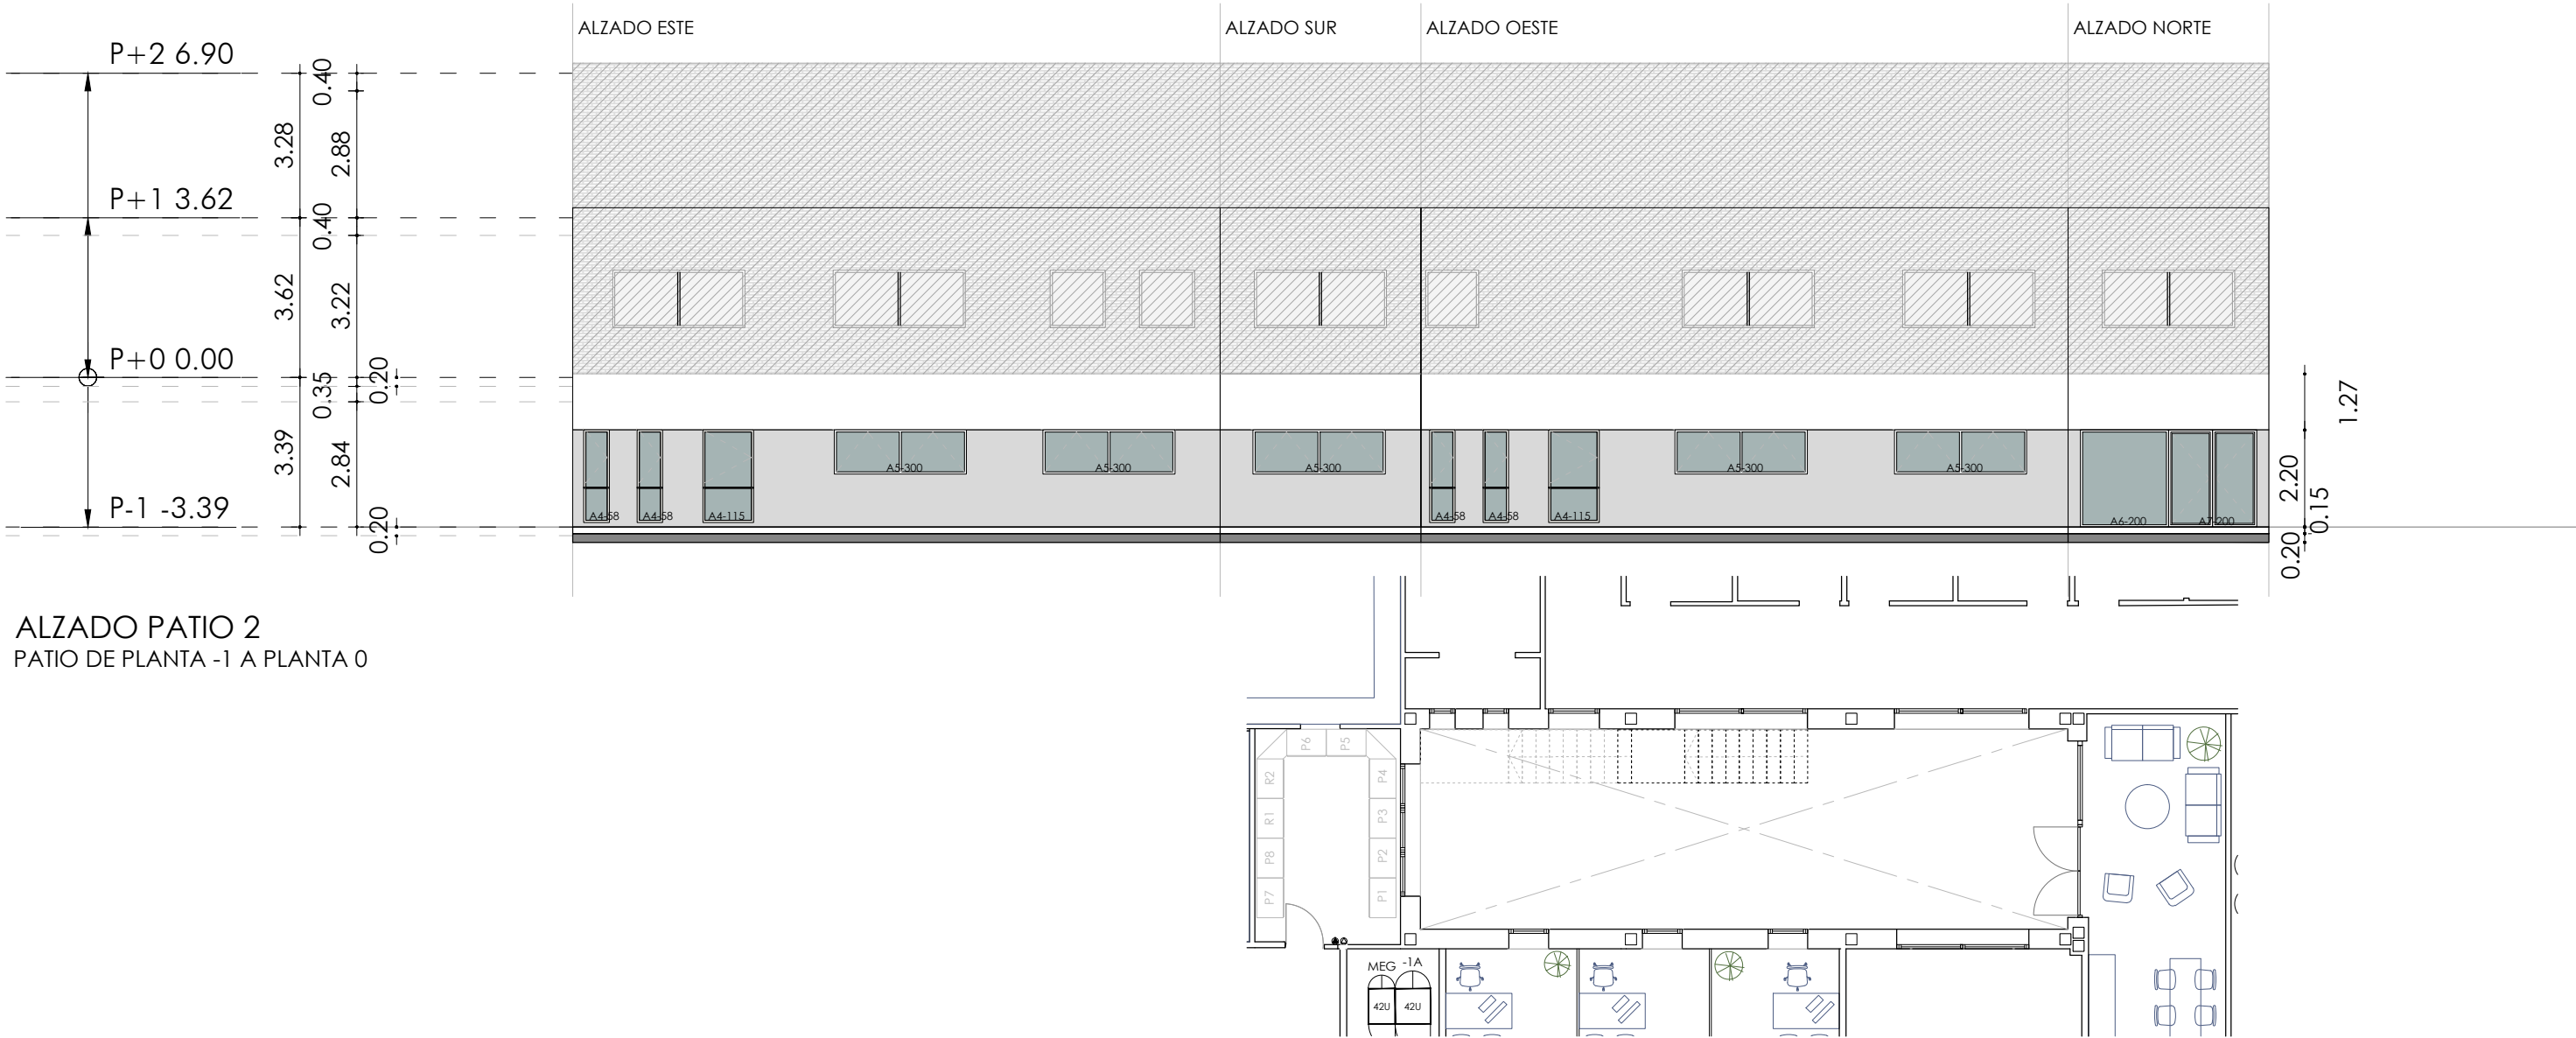 ALZADO ESTE
ALZADO SUR
ALZADO OESTE
ALZADO NORTE
P+2 6.90
0.40
3.28
2.88
P+1 3.62
0.40
3.62
3.22
P+0 0.00
0.35
0.20
3.39
2.84
P-1 -3.39
0.20
A4-58
A4-58
A4-115
A5-300
A5-300
A5-300
A4-58
A4-58
A4-115
A5-300
A5-300
A6-200
A7-200
1.27
2.20
0.15
0.20
ALZADO PATIO 2
PATIO DE PLANTA -1 A PLANTA 0
P6
P5
R2
P4
R1
P3
P8
P2
P7
P1
MEG
-1A
42U
42U